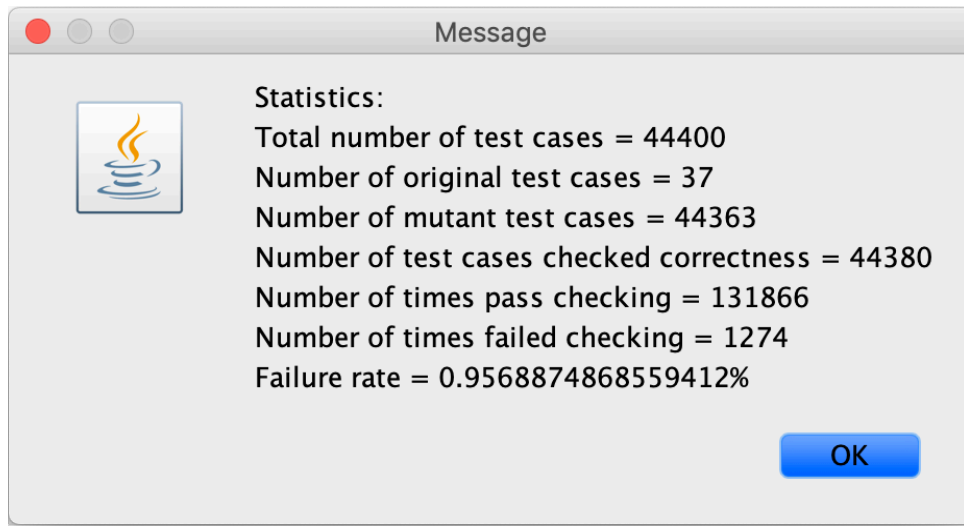 Message
Statistics:
Total number of test cases = 44400
Number of original test cases = 37
Number of mutant test cases = 44363
Number of test cases checked correctness = 44380
Number of times pass checking = 131866
Number of times failed checking = 1274
Failure rate = 0.9568874868559412%
OK